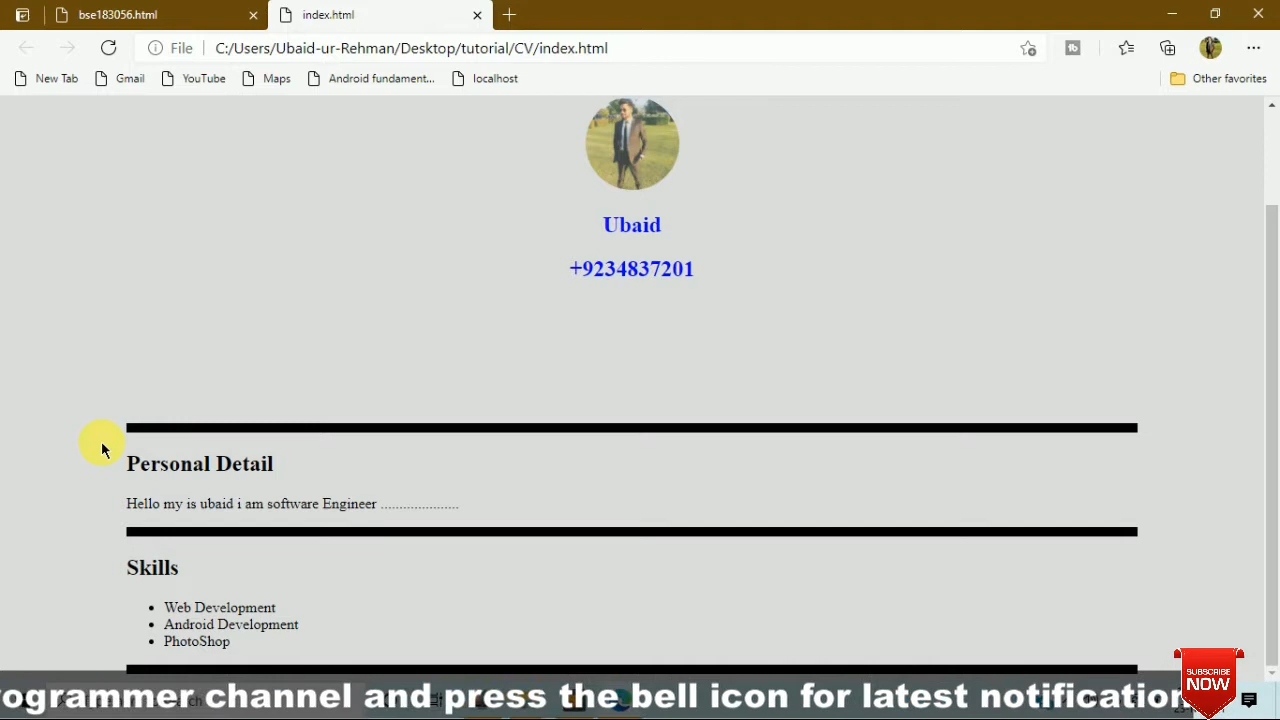 bse183056.html
index.html
File
C:/Users/Ubaid-ur-Rehman/Desktop/tutorial/CV/index.html
New Tab
Gmail
YouTube
Maps
Android fundament...
localhost
Other favorites
Ubaid
+9234837201
Personal Detail
Hello my is ubaid i am software Engineer .....................
Skills
• Web Development
• Android Development
• PhotoShop
rogrammer channel and press the bell icon for latest notification
SUBSCRIBE
NOW